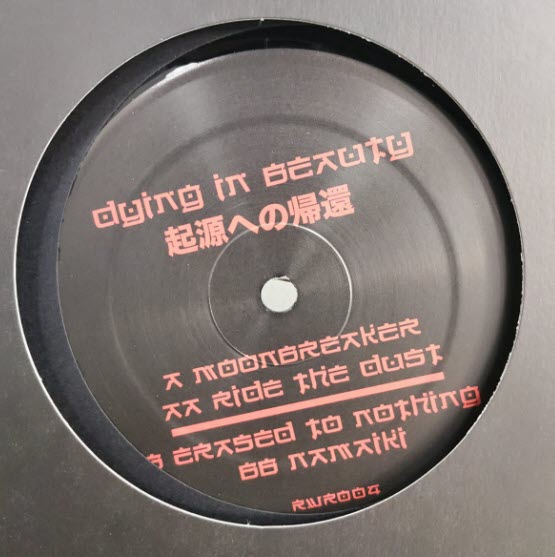 dying in BEAUTY
起源への帰還
A MOONBREAKER
AA RIDE THE DUST
B ERASED TO NOTHING
BB NAMAIKI
RWR004